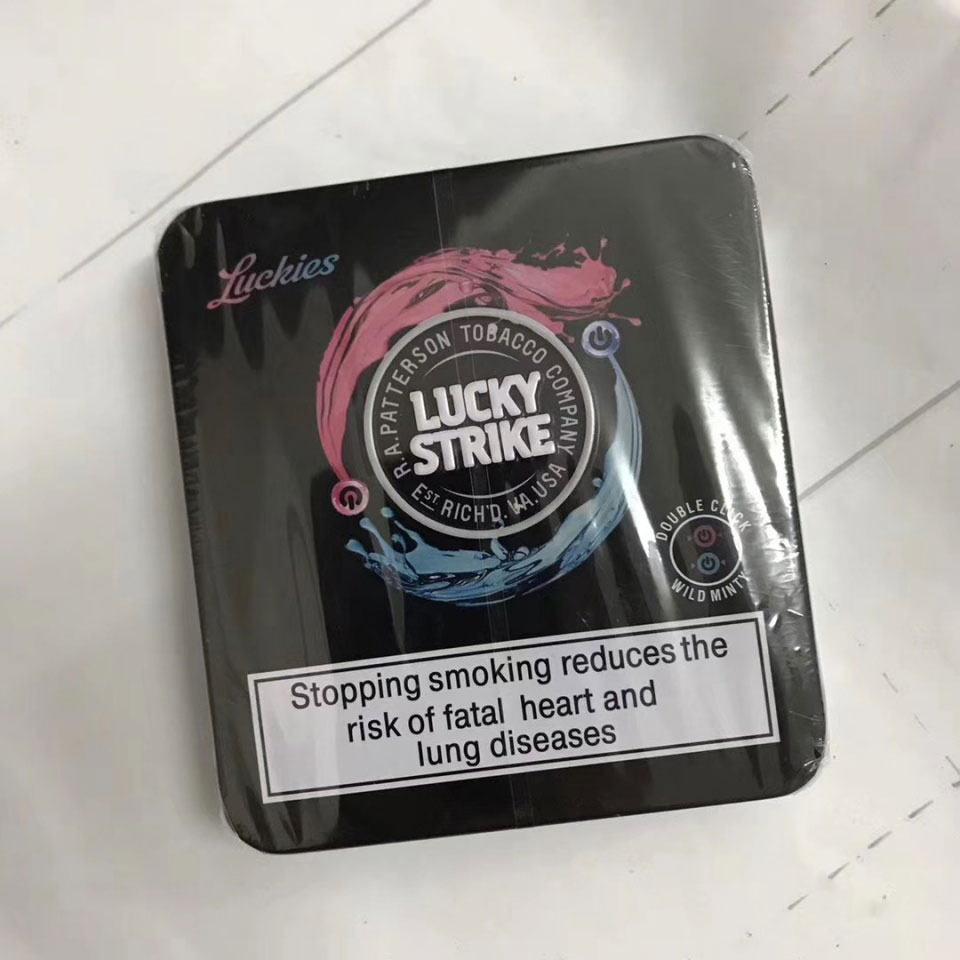 Luckies
R.A.PATTERSON TOBACCO COMPANY
LUCKY
STRIKE
EST. RICH'D. VA. USA
DOUBLE CLICK
WILD MINTY
Stopping smoking reduces the
risk of fatal heart and
lung diseases